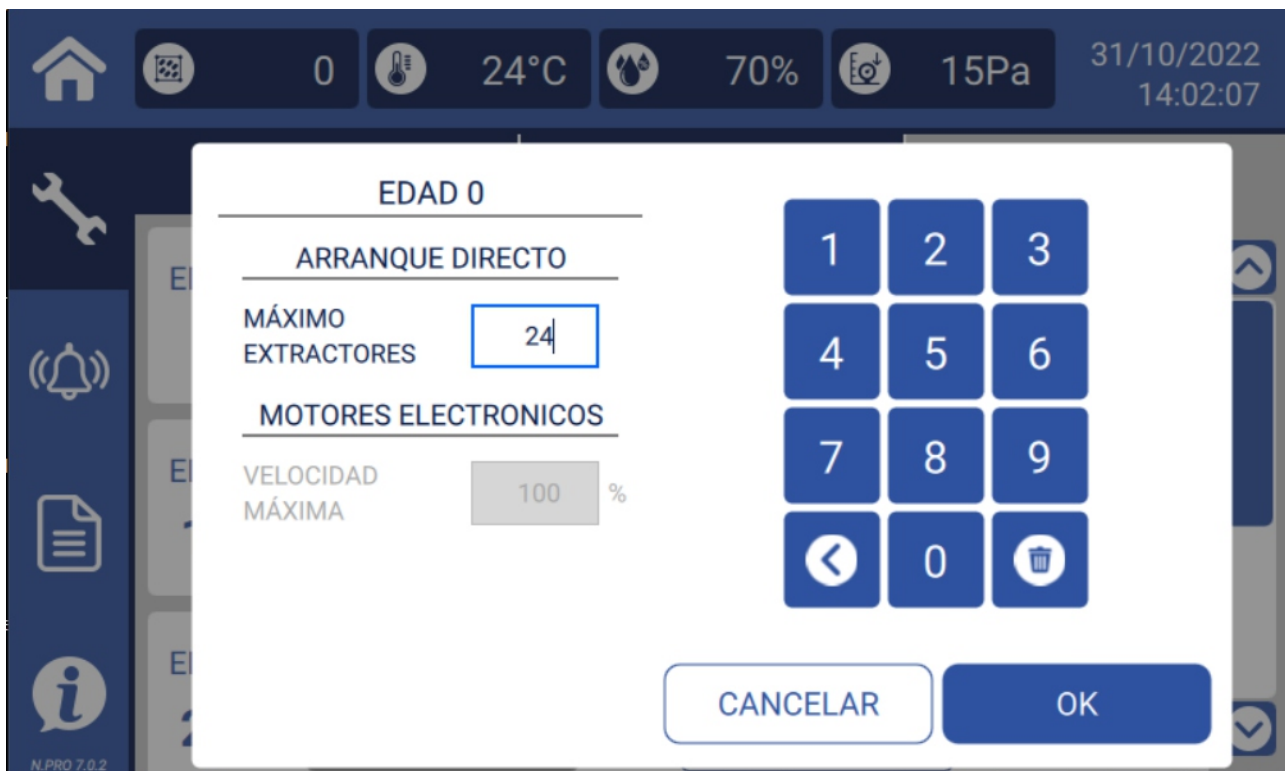 0
24°C
70%
15Pa
31/10/2022
14:02:07
EDAD 0
ARRANQUE DIRECTO
MÁXIMO
EXTRACTORES
24
MOTORES ELECTRONICOS
VELOCIDAD
MÁXIMA
100 %
1 2 3
4 5 6
7 8 9
0
CANCELAR
OK
N.PRO 7.0.2